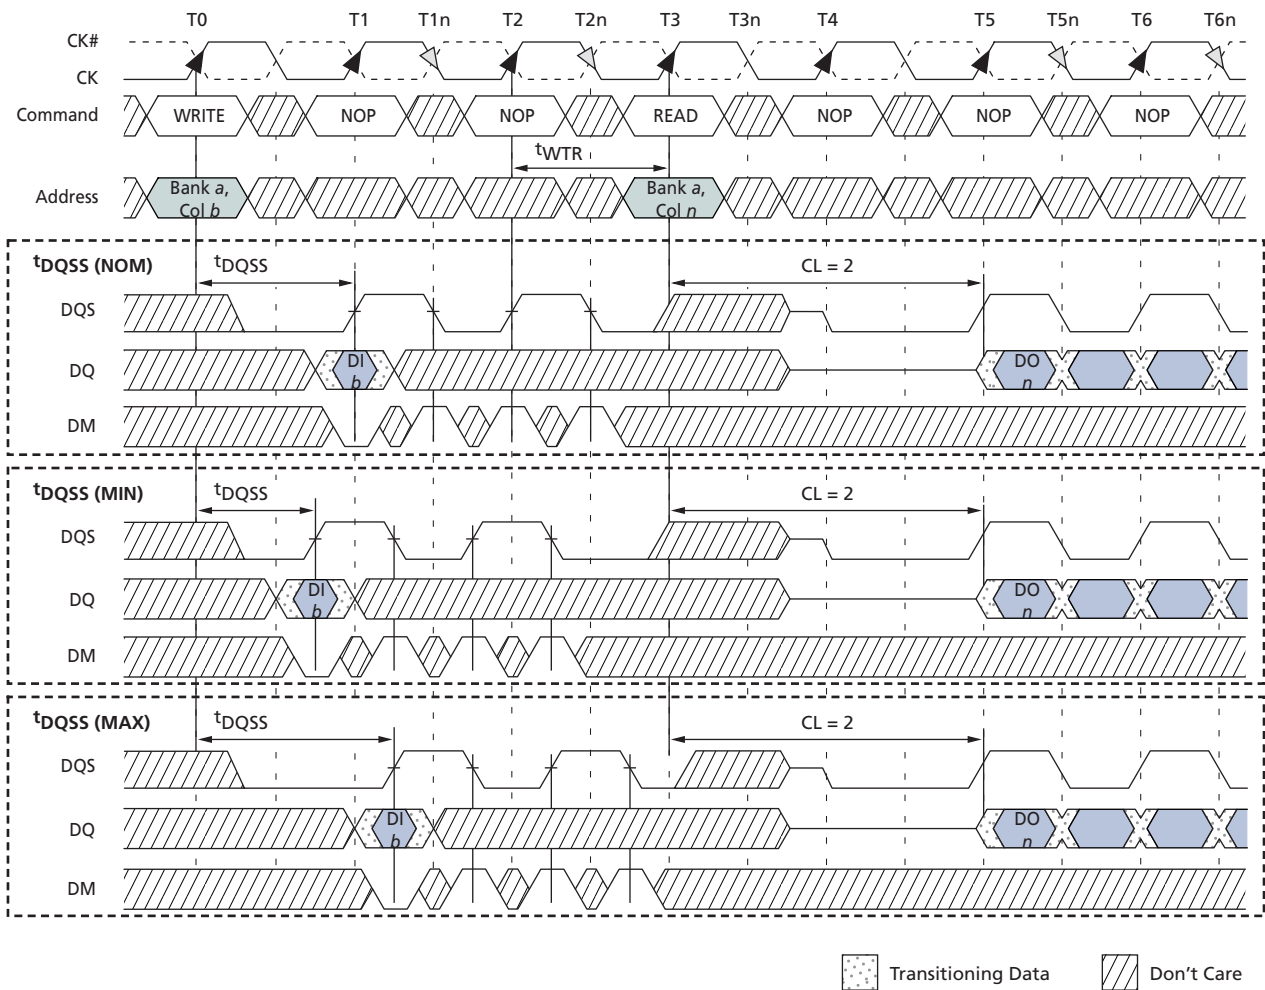 T0 T1 T1n T2 T2n T3 T3n T4 T5 T5n T6 T6n
CK#
CK
Command WRITE NOP NOP READ NOP NOP NOP
tWTR
Address Bank a, Col b Bank a, Col n
tDQSS (NOM) tDQSS CL = 2
DQS
DQ DI b DO n
DM
tDQSS (MIN) tDQSS CL = 2
DQS
DQ DI b DO n
DM
tDQSS (MAX) tDQSS CL = 2
DQS
DQ DI b DO n
DM
Transitioning Data Don't Care